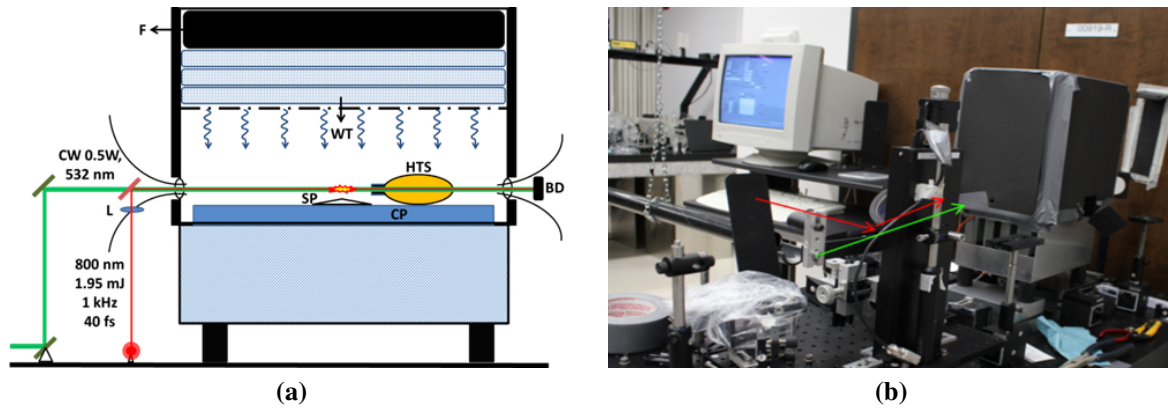 F
WT
CW 0.5W,
532 nm
HTS
BD
L
SP
CP
800 nm
1.95 mJ
1 kHz
40 fs
00919-R
(a)
(b)